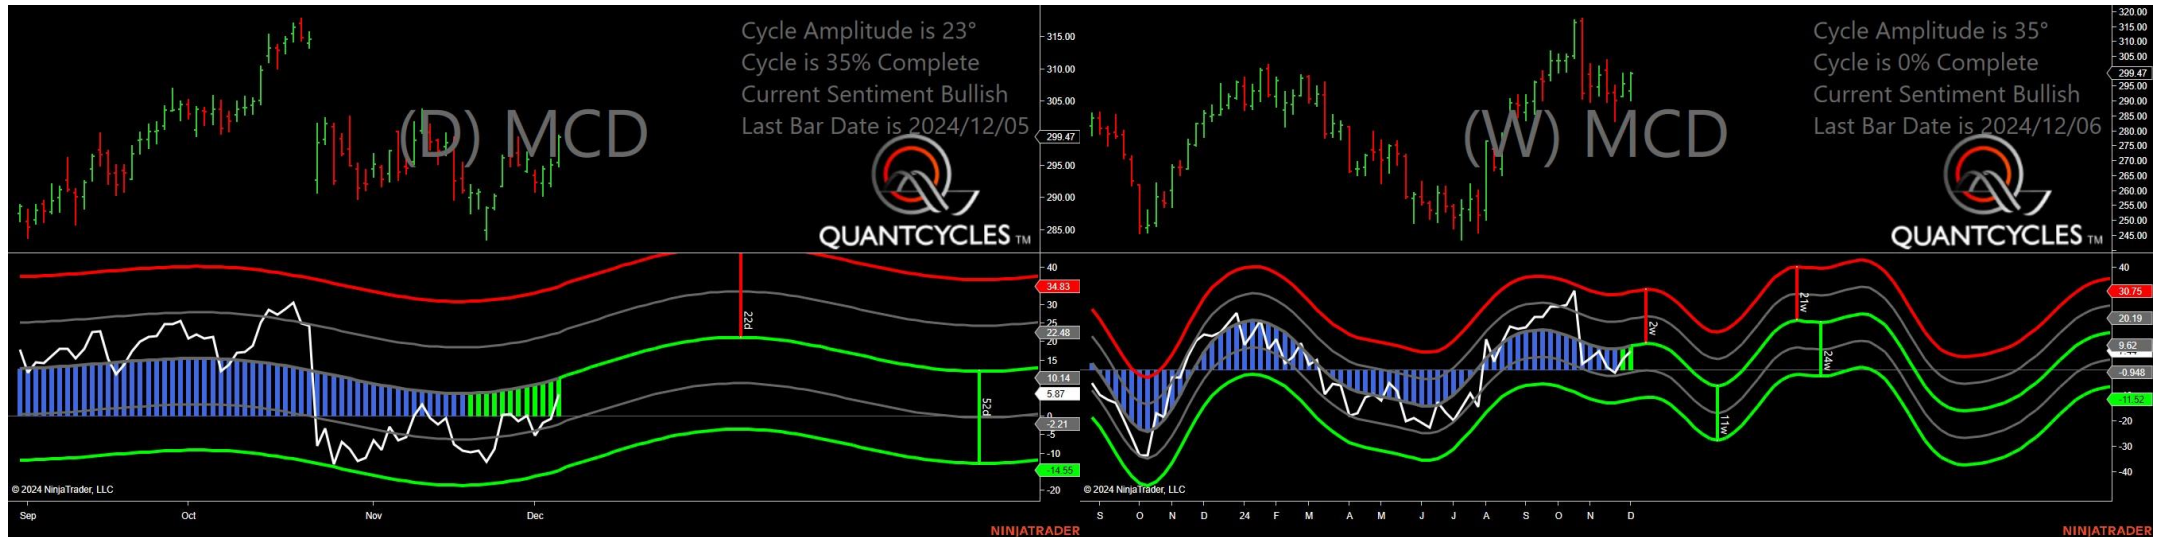 Cycle Amplitude is 23°
Cycle is 35% Complete
Current Sentiment Bullish
Last Bar Date is 2024/12/05
(D) MCD
QUANTCYCLES TM
315.00
310.00
305.00
299.47
295.00
290.00
285.00
40
34.83
30
25
22.48
20
15
10.14
5.87
0
-2.21
-5
-10
-14.55
-20
22d
52d
© 2024 NinjaTrader, LLC
Sep Oct Nov Dec
NINJATRADER
Cycle Amplitude is 35°
Cycle is 0% Complete
Current Sentiment Bullish
Last Bar Date is 2024/12/06
(W) MCD
QUANTCYCLES TM
320.00
315.00
310.00
305.00
299.47
295.00
290.00
285.00
280.00
275.00
270.00
265.00
260.00
255.00
250.00
245.00
40
30.75
20.19
9.62
-0.948
-11.52
-20
-30
-40
2w
21w
24w
11w
© 2024 NinjaTrader, LLC
S O N D 24 F M A M J J A S O N D
NINJATRADER